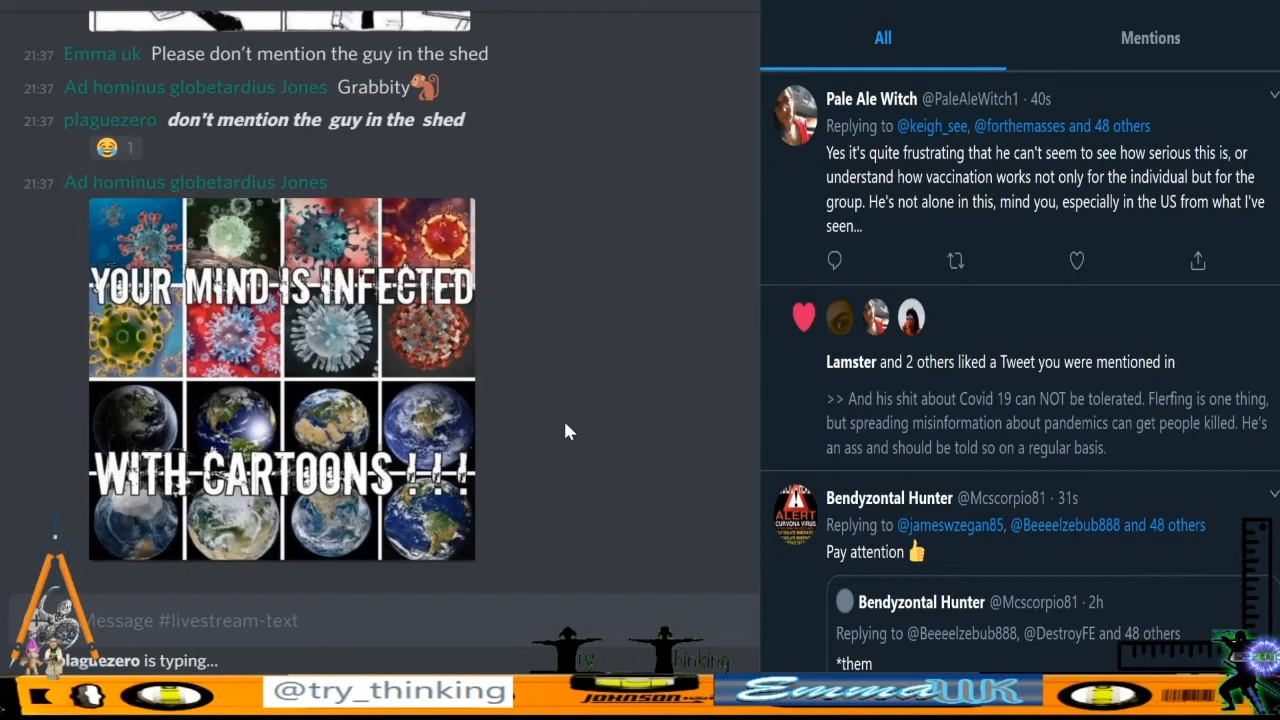 21:37 Emma uk Please don't mention the guy in the shed
21:37 Ad hominus globetardius Jones Grabbity🐒
21:37 plaguezero don't mention the guy in the shed
😂 1
21:37 Ad hominus globetardius Jones
YOUR MIND IS INFECTED
WITH CARTOONS ! ! !
Message #livestream-text
plaguezero is typing...
All Mentions
Pale Ale Witch @PaleAleWitch1 · 40s
Replying to @keigh_see, @forthemasses and 48 others
Yes it's quite frustrating that he can't seem to see how serious this is, or
understand how vaccination works not only for the individual but for the
group. He's not alone in this, mind you, especially in the US from what I've
seen...
Lamster and 2 others liked a Tweet you were mentioned in
>> And his shit about Covid 19 can NOT be tolerated. Flerfing is one thing,
but spreading misinformation about pandemics can get people killed. He's
an ass and should be told so on a regular basis.
Bendyzontal Hunter @Mcscorpio81 · 31s
Replying to @jameswzegan85, @Beeeelzebub888 and 48 others
Pay attention 👍
ALERT
CURVONA VIRUS
Bendyzontal Hunter @Mcscorpio81 · 2h
Replying to @Beeeelzebub888, @DestroyFE and 48 others
*them
@try_thinking
JOHNSON
EmmaUK